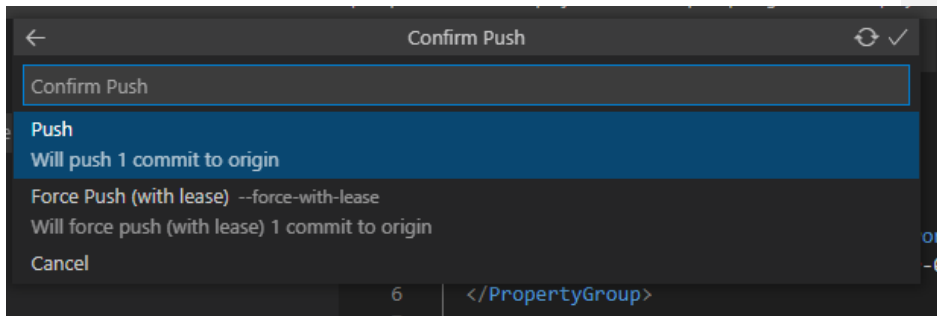 Confirm Push
Confirm Push
Push
Will push 1 commit to origin
Force Push (with lease) --force-with-lease
Will force push (with lease) 1 commit to origin
Cancel
6 </PropertyGroup>